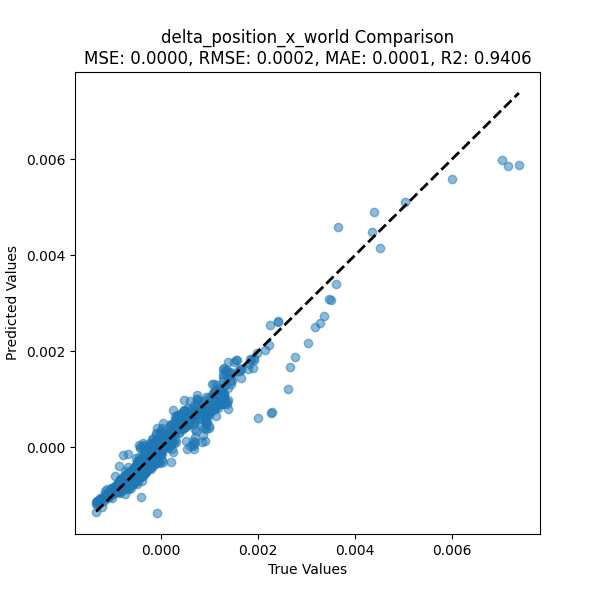 delta_position_x_world Comparison
MSE: 0.0000, RMSE: 0.0002, MAE: 0.0001, R2: 0.9406
0.006
0.004
0.002
0.000
Predicted Values
0.000 0.002 0.004 0.006
True Values